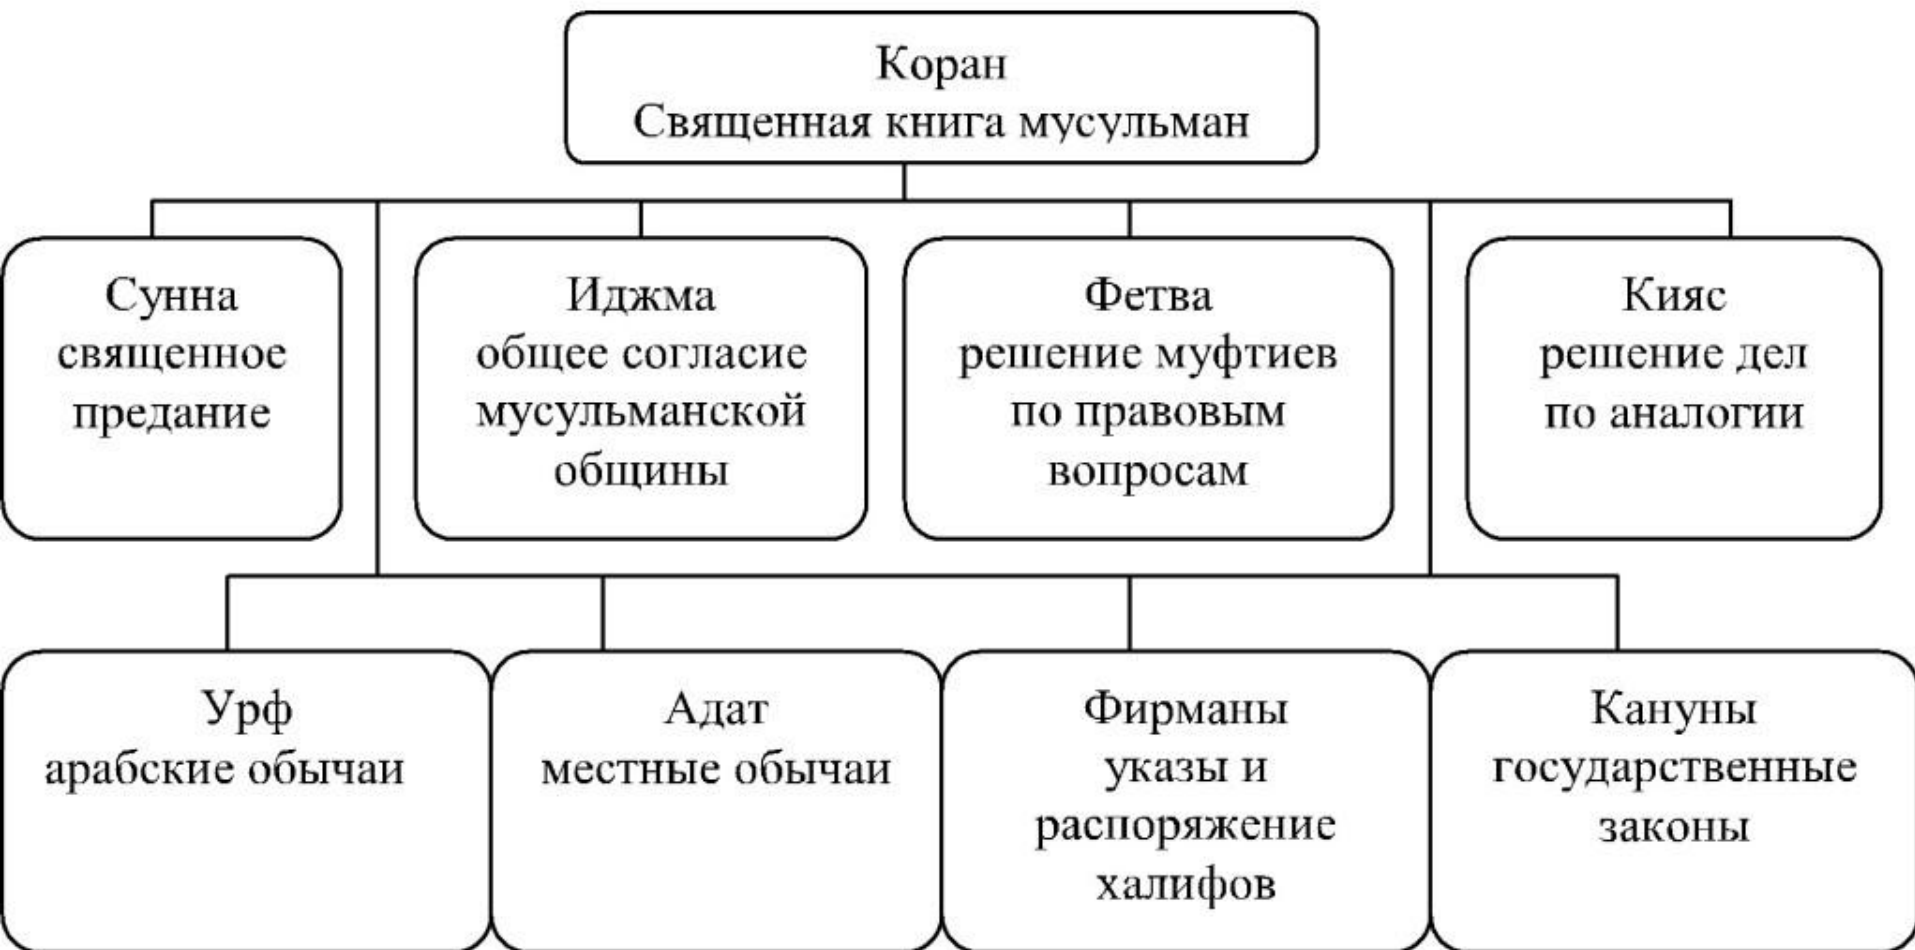 Коран
Священная книга мусульман
Сунна
священное
предание
Иджма
общее согласие
мусульманской
общины
Фетва
решение муфтиев
по правовым
вопросам
Кияс
решение дел
по аналогии
Урф
арабские обычаи
Адат
местные обычаи
Фирманы
указы и
распоряжение
халифов
Кануны
государственные
законы